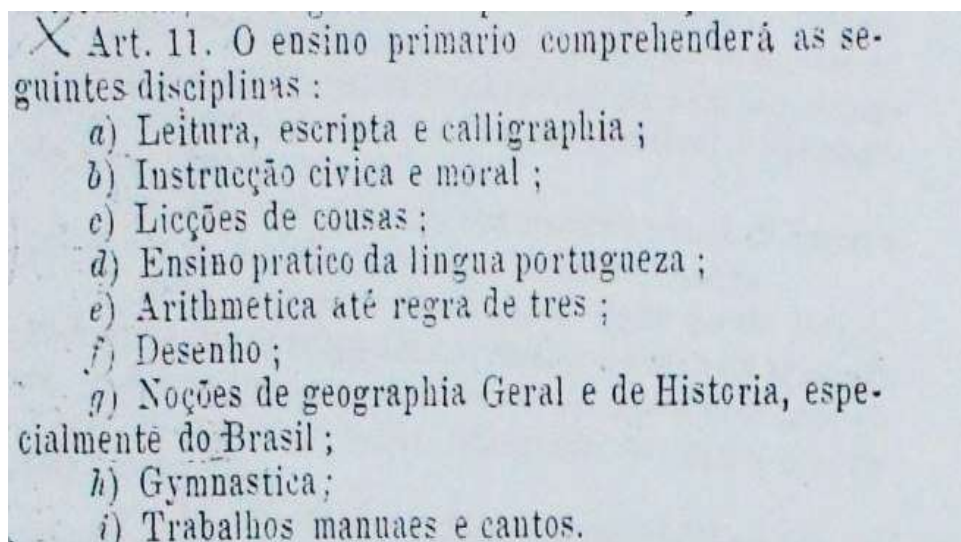 Art. 11. O ensino primario comprehenderá as se-
guintes disciplinas :
a) Leitura, escripta e calligraphia ;
b) Instrucção civica e moral ;
c) Licções de cousas ;
d) Ensino pratico da lingua portugueza ;
e) Arithmetica até regra de tres ;
f) Desenho ;
g) Noções de geographia Geral e de Historia, espe-
cialmente do Brasil ;
h) Gymnastica;
i) Trabalhos manuaes e cantos.